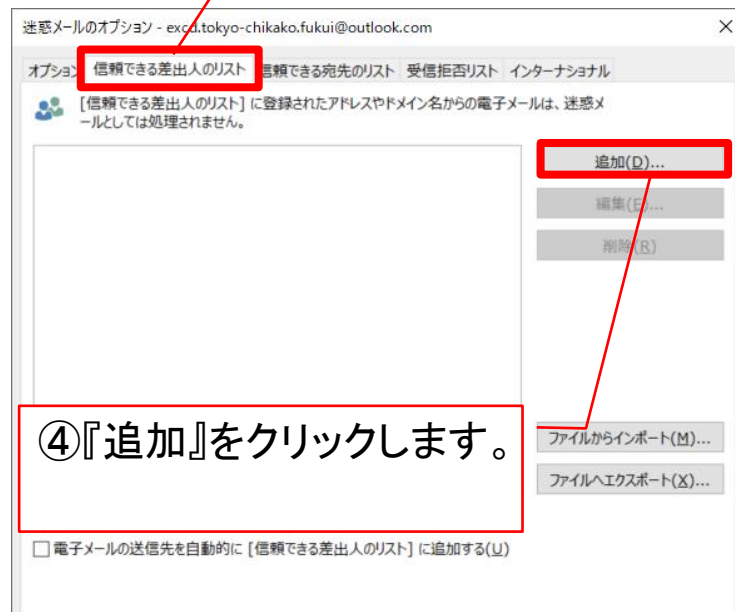 迷惑メールのオプション - excd.tokyo-chikako.fukui@outlook.com
オプション 信頼できる差出人のリスト 信頼できる宛先のリスト 受信拒否リスト インターナショナル
[信頼できる差出人のリスト] に登録されたアドレスやドメイン名からの電子メールは、迷惑メ
ールとしては処理されません。
追加(D)...
編集(E)...
削除(R)
④『追加』をクリックします。
ファイルからインポート(M)...
ファイルへエクスポート(X)...
電子メールの送信先を自動的に [信頼できる差出人のリスト] に追加する(U)